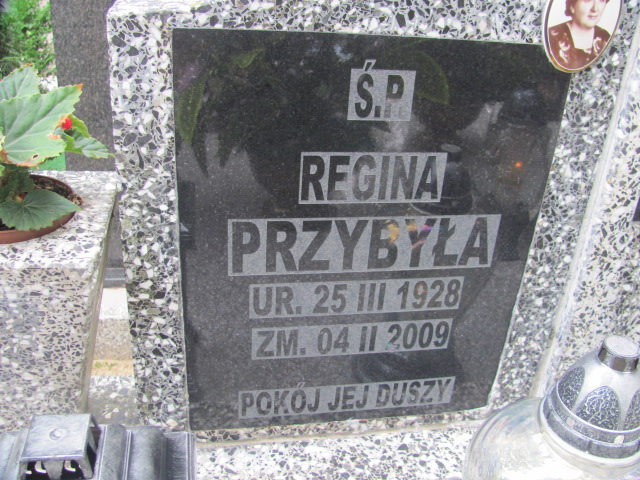 Ś.P.
REGINA
PRZYBYŁA
UR. 25 III 1928
ZM. 04 II 2009
POKÓJ JEJ DUSZY